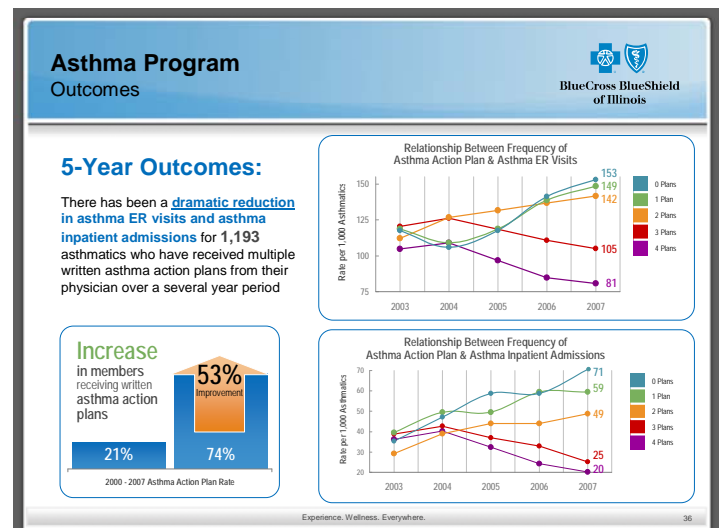 Asthma Program
Outcomes
BlueCross BlueShield
of Illinois
5-Year Outcomes:
There has been a dramatic reduction
in asthma ER visits and asthma
inpatient admissions for 1,193
asthmatics who have received multiple
written asthma action plans from their
physician over a several year period
Increase
in members
receiving written
asthma action
plans
53%
Improvement
21%
74%
2000 - 2007 Asthma Action Plan Rate
Relationship Between Frequency of
Asthma Action Plan & Asthma ER Visits
Rate per 1,000 Asthmatics
150
125
100
75
2003 2004 2005 2006 2007
153
149
142
105
81
0 Plans
1 Plan
2 Plans
3 Plans
4 Plans
Relationship Between Frequency of
Asthma Action Plan & Asthma Inpatient Admissions
Rate per 1,000 Asthmatics
70
60
50
40
30
20
2003 2004 2005 2006 2007
71
59
49
25
20
0 Plans
1 Plan
2 Plans
3 Plans
4 Plans
Experience. Wellness. Everywhere.
36